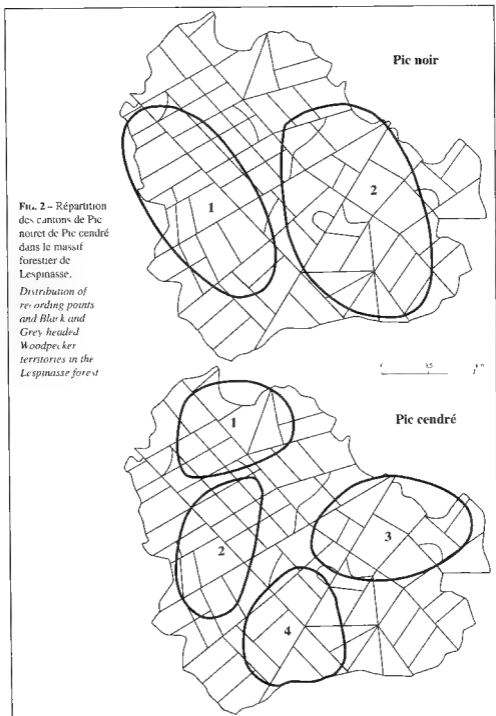 Pic noir
1
2
FIG. 2 – Répartition
des cantons de Pic
noir et de Pic cendré
dans le massif
forestier de
Lespinasse.
Distribution of
recording points
and Black and
Grey-headed
Woodpecker
territories in the
Lespinasse forest
Pic cendré
1
2
3
4